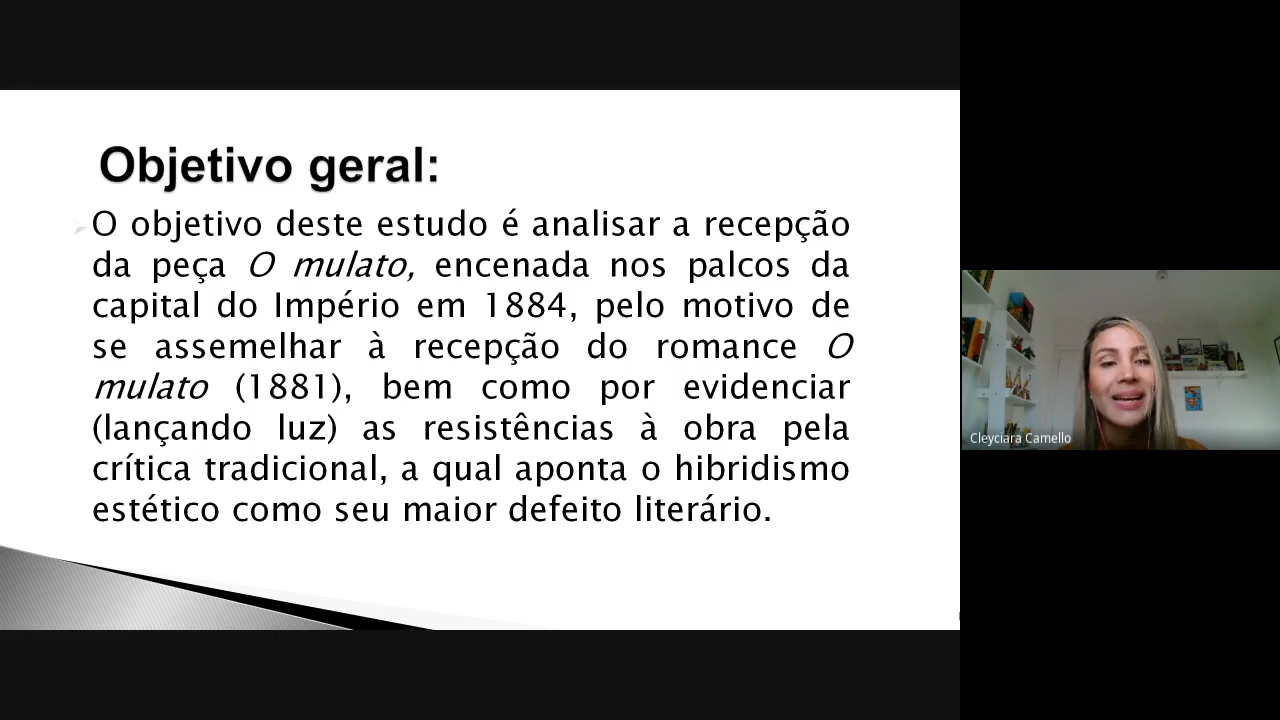 Objetivo geral:
O objetivo deste estudo é analisar a recepção
da peça O mulato, encenada nos palcos da
capital do Império em 1884, pelo motivo de
se assemelhar à recepção do romance O
mulato (1881), bem como por evidenciar
(lançando luz) as resistências à obra pela
crítica tradicional, a qual aponta o hibridismo
estético como seu maior defeito literário.
Cleyciara Camello